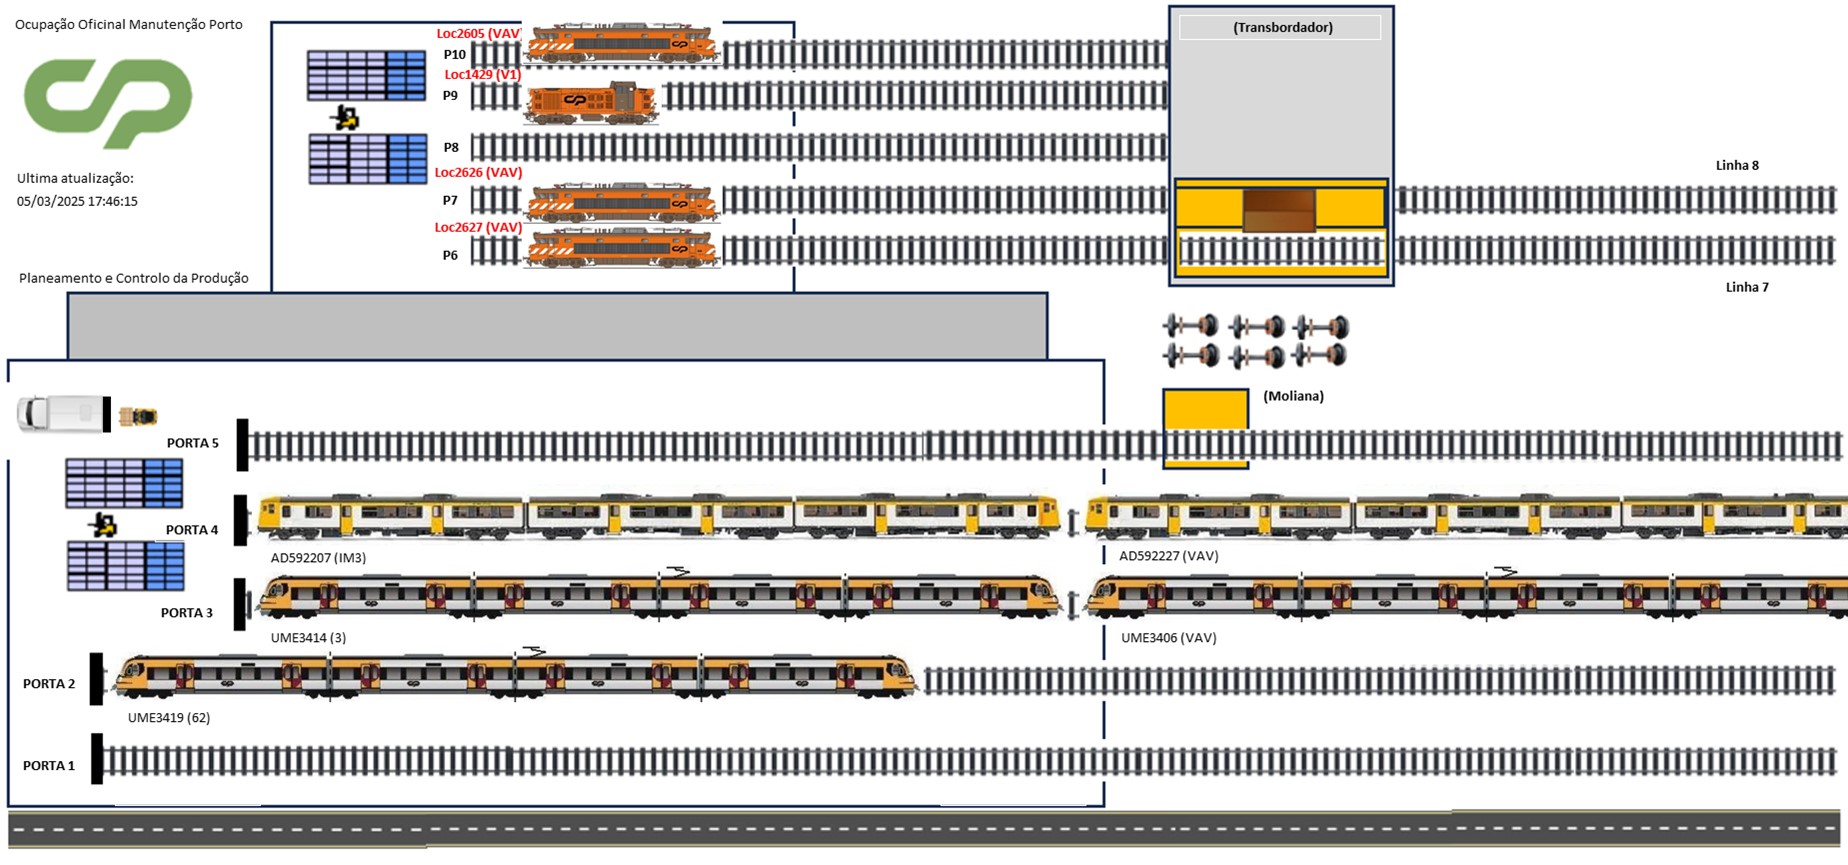 Ocupação Oficinal Manutenção Porto
Ultima atualização:
05/03/2025 17:46:15
Planeamento e Controlo da Produção
Loc2605 (VAV)
P10
Loc1429 (V1)
P9
P8
Loc2626 (VAV)
P7
Loc2627 (VAV)
P6
(Transbordador)
Linha 8
Linha 7
(Moliana)
PORTA 5
PORTA 4
AD592207 (IM3)
AD592227 (VAV)
PORTA 3
UME3414 (3)
UME3406 (VAV)
PORTA 2
UME3419 (62)
PORTA 1